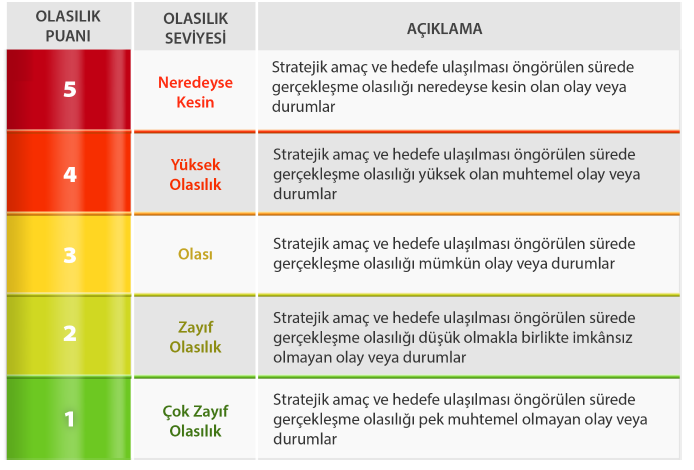 OLASILIK
PUANI
OLASILIK
SEVİYESİ
AÇIKLAMA
5
Neredeyse
Kesin
Stratejik amaç ve hedefe ulaşılması öngörülen sürede
gerçekleşme olasılığı neredeyse kesin olan olay veya
durumlar
4
Yüksek
Olasılık
Stratejik amaç ve hedefe ulaşılması öngörülen sürede
gerçekleşme olasılığı yüksek olan muhtemel olay veya
durumlar
3
Olası
Stratejik amaç ve hedefe ulaşılması öngörülen sürede
gerçekleşme olasılığı mümkün olay veya durumlar
2
Zayıf
Olasılık
Stratejik amaç ve hedefe ulaşılması öngörülen sürede
gerçekleşme olasılığı düşük olmakla birlikte imkânsız
olmayan olay veya durumlar
1
Çok Zayıf
Olasılık
Stratejik amaç ve hedefe ulaşılması öngörülen sürede
gerçekleşme olasılığı pek muhtemel olmayan olay veya
durumlar